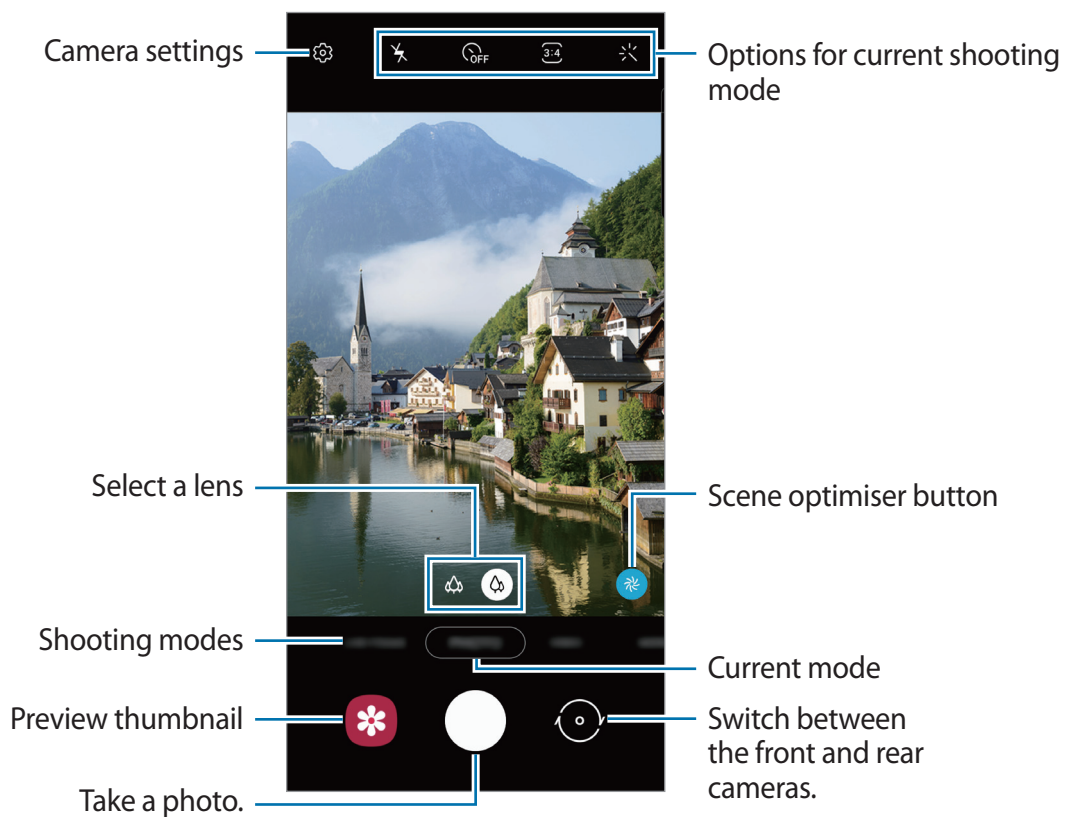 Camera settings
OFF
3:4
Options for current shooting
mode
Select a lens
Scene optimiser button
Shooting modes
Current mode
Preview thumbnail
Switch between
the front and rear
cameras.
Take a photo.